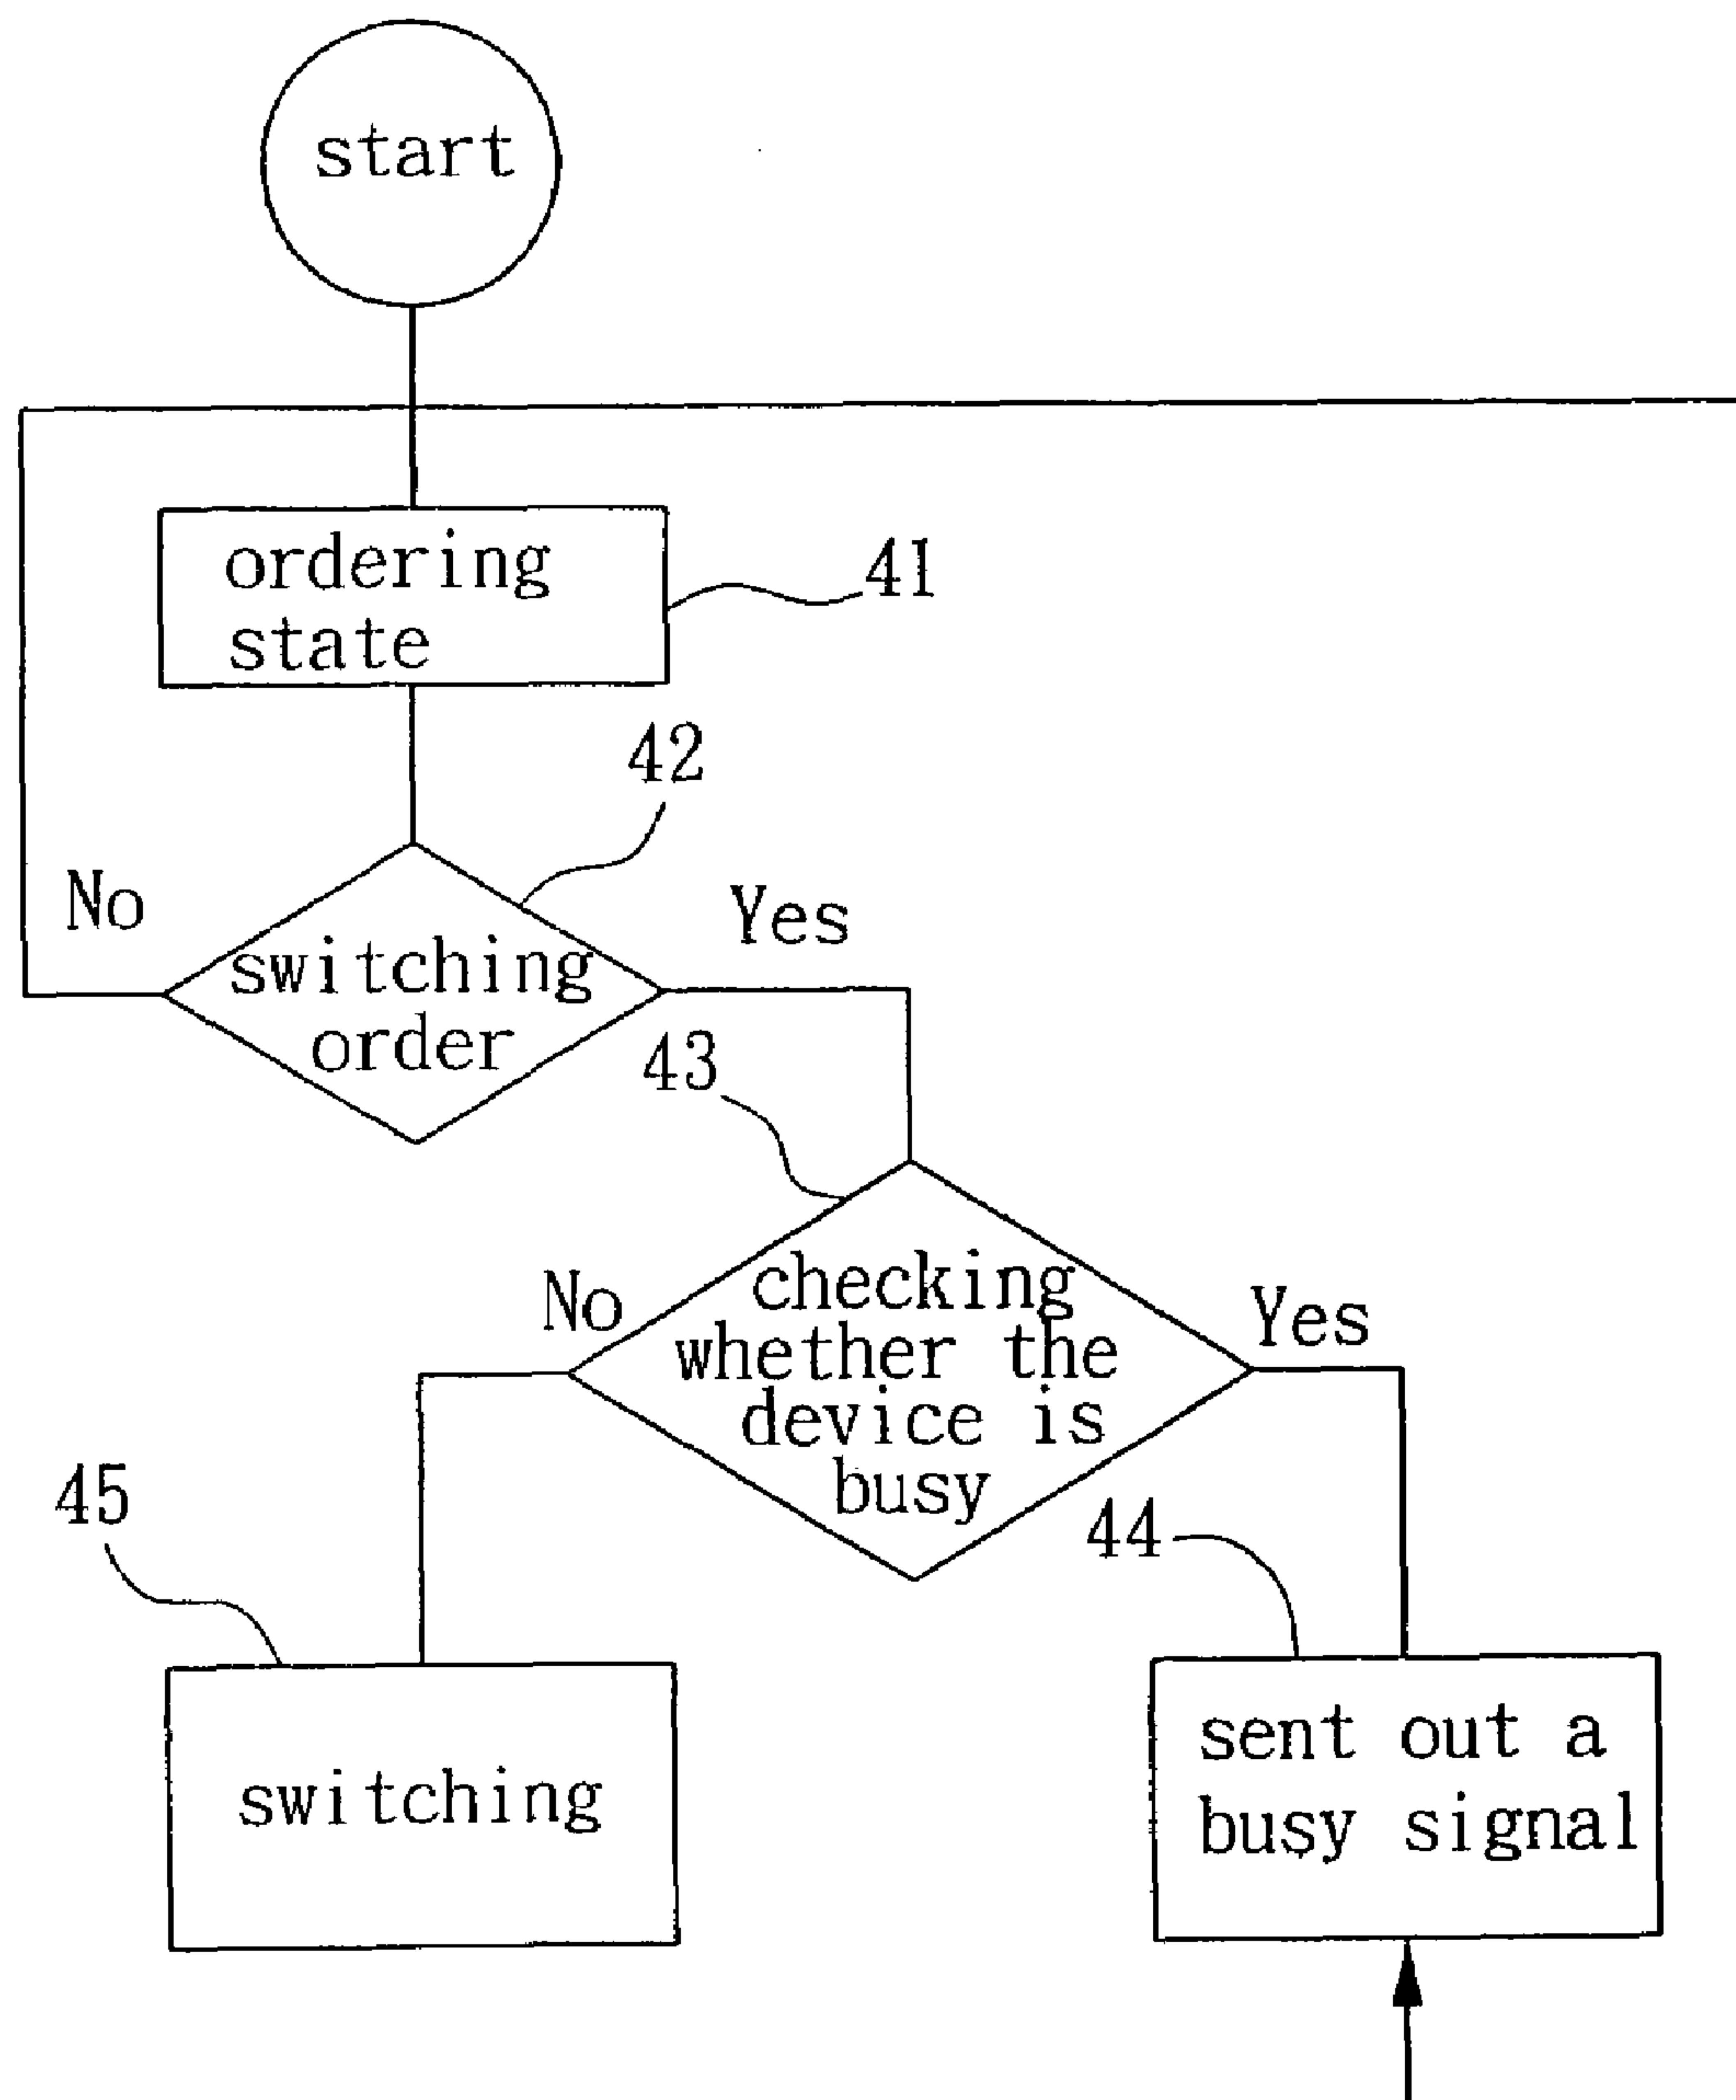 start
ordering
state
41
42
No
Yes
switching
order
43
No
Yes
checking
whether the
device is
busy
45
44
switching
sent out a
busy signal